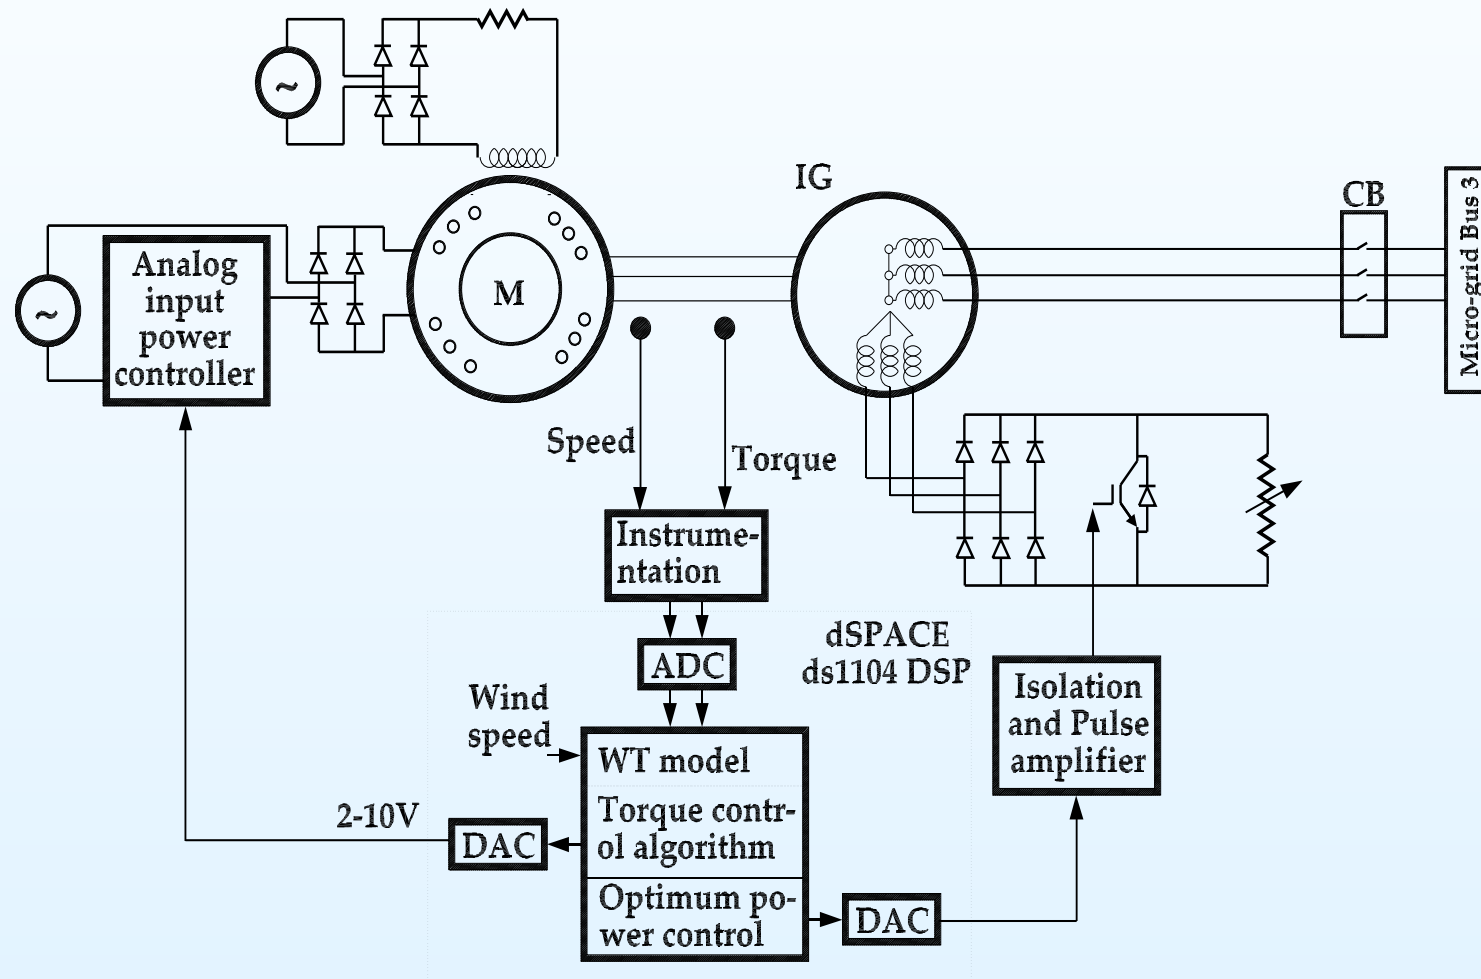 IG
CB
Micro-grid Bus 3
Analog
input
power
controller
~
~
M
Speed
Torque
Instrume-
ntation
dSPACE
ds1104 DSP
ADC
Isolation
and Pulse
amplifier
Wind
speed
WT model
2-10V
Torque contr-
ol algorithm
DAC
Optimum po-
wer control
DAC